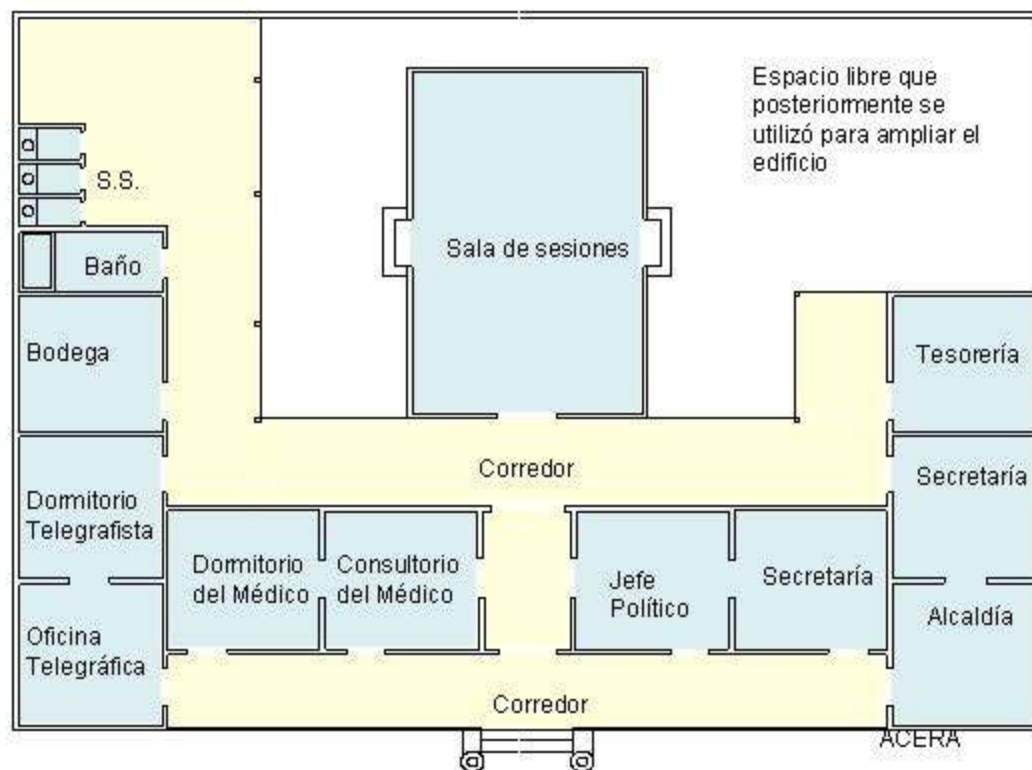 Espacio libre que
posteriormente se
utilizó para ampliar el
edificio
S.S.
Sala de sesiones
Baño
Bodega
Tesorería
Corredor
Secretaría
Dormitorio
Telegrafista
Dormitorio
del Médico
Consultorio
del Médico
Jefe
Político
Secretaría
Alcaldía
Oficina
Telegráfica
Corredor
ACERA